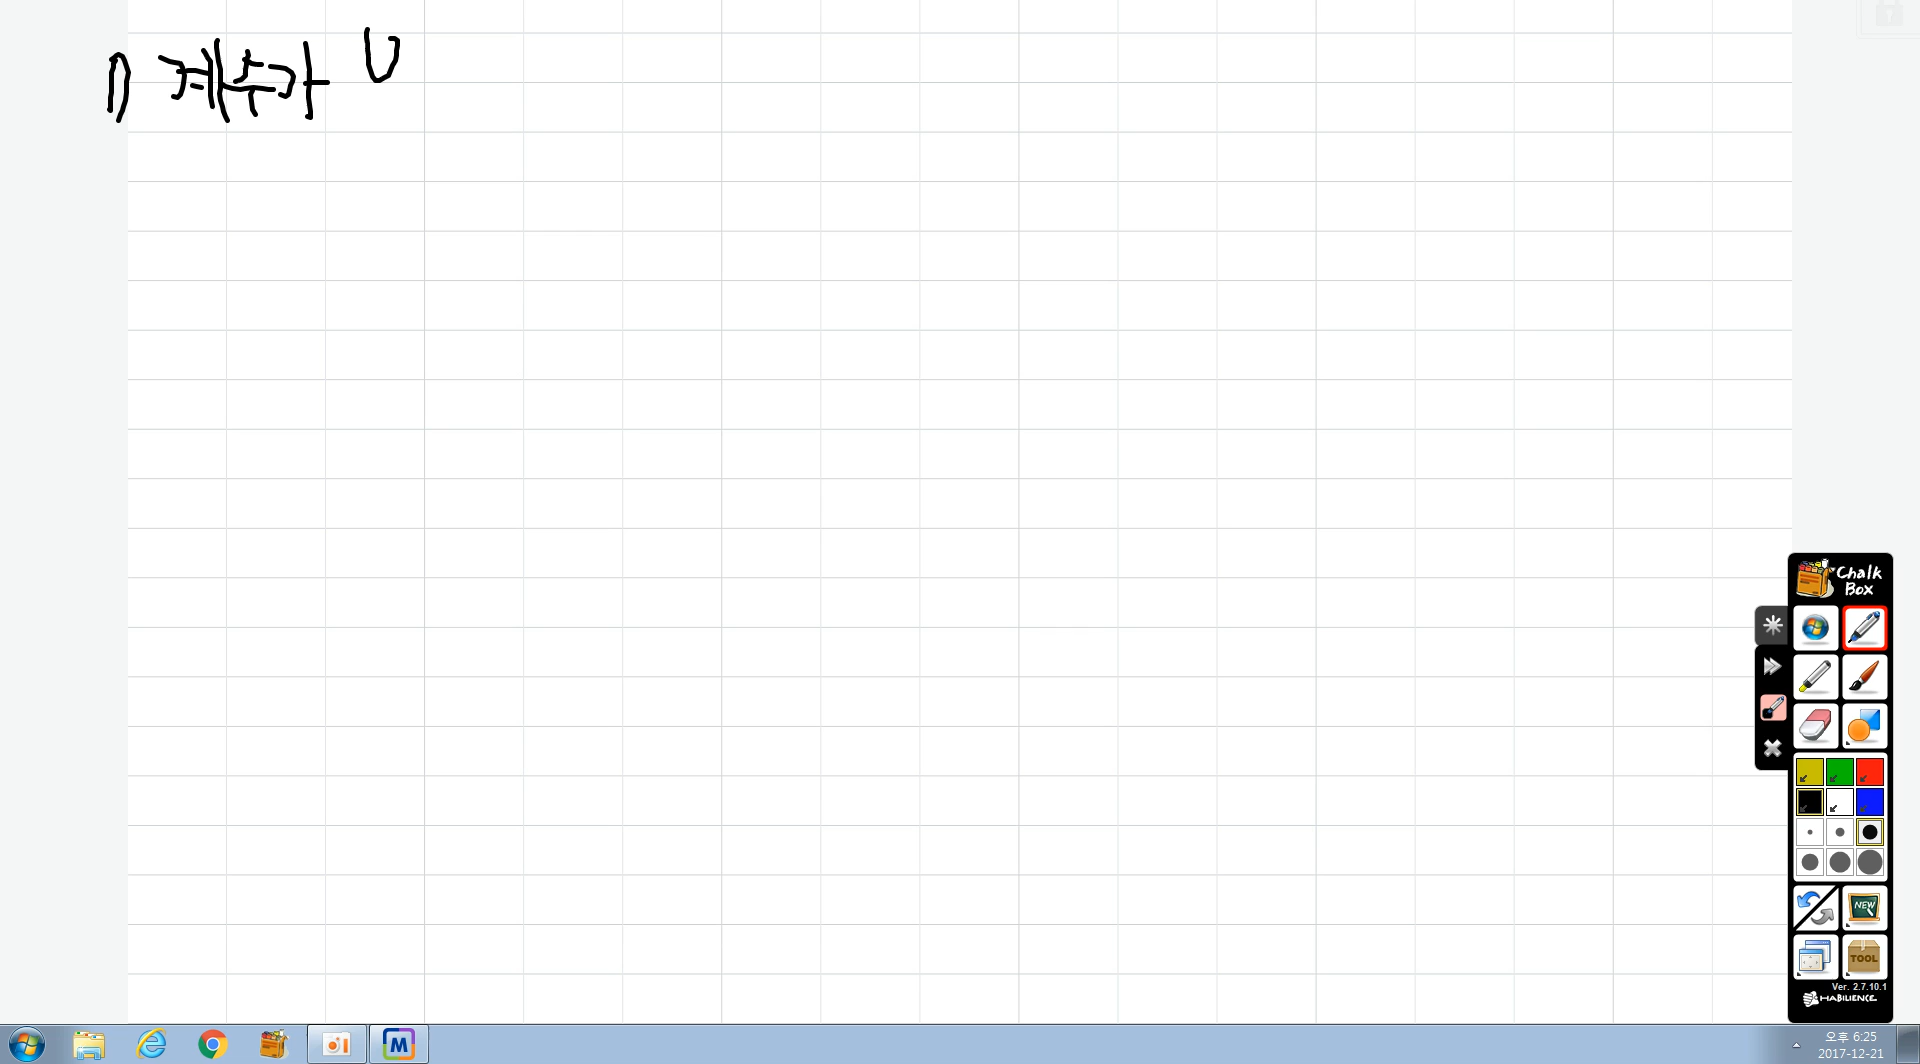 1) 계수가 U
Chalk
Box
NEW
TOOL
Ver. 2.7.10.1
HABILIENCE
M
오후 6:25
2017-12-21